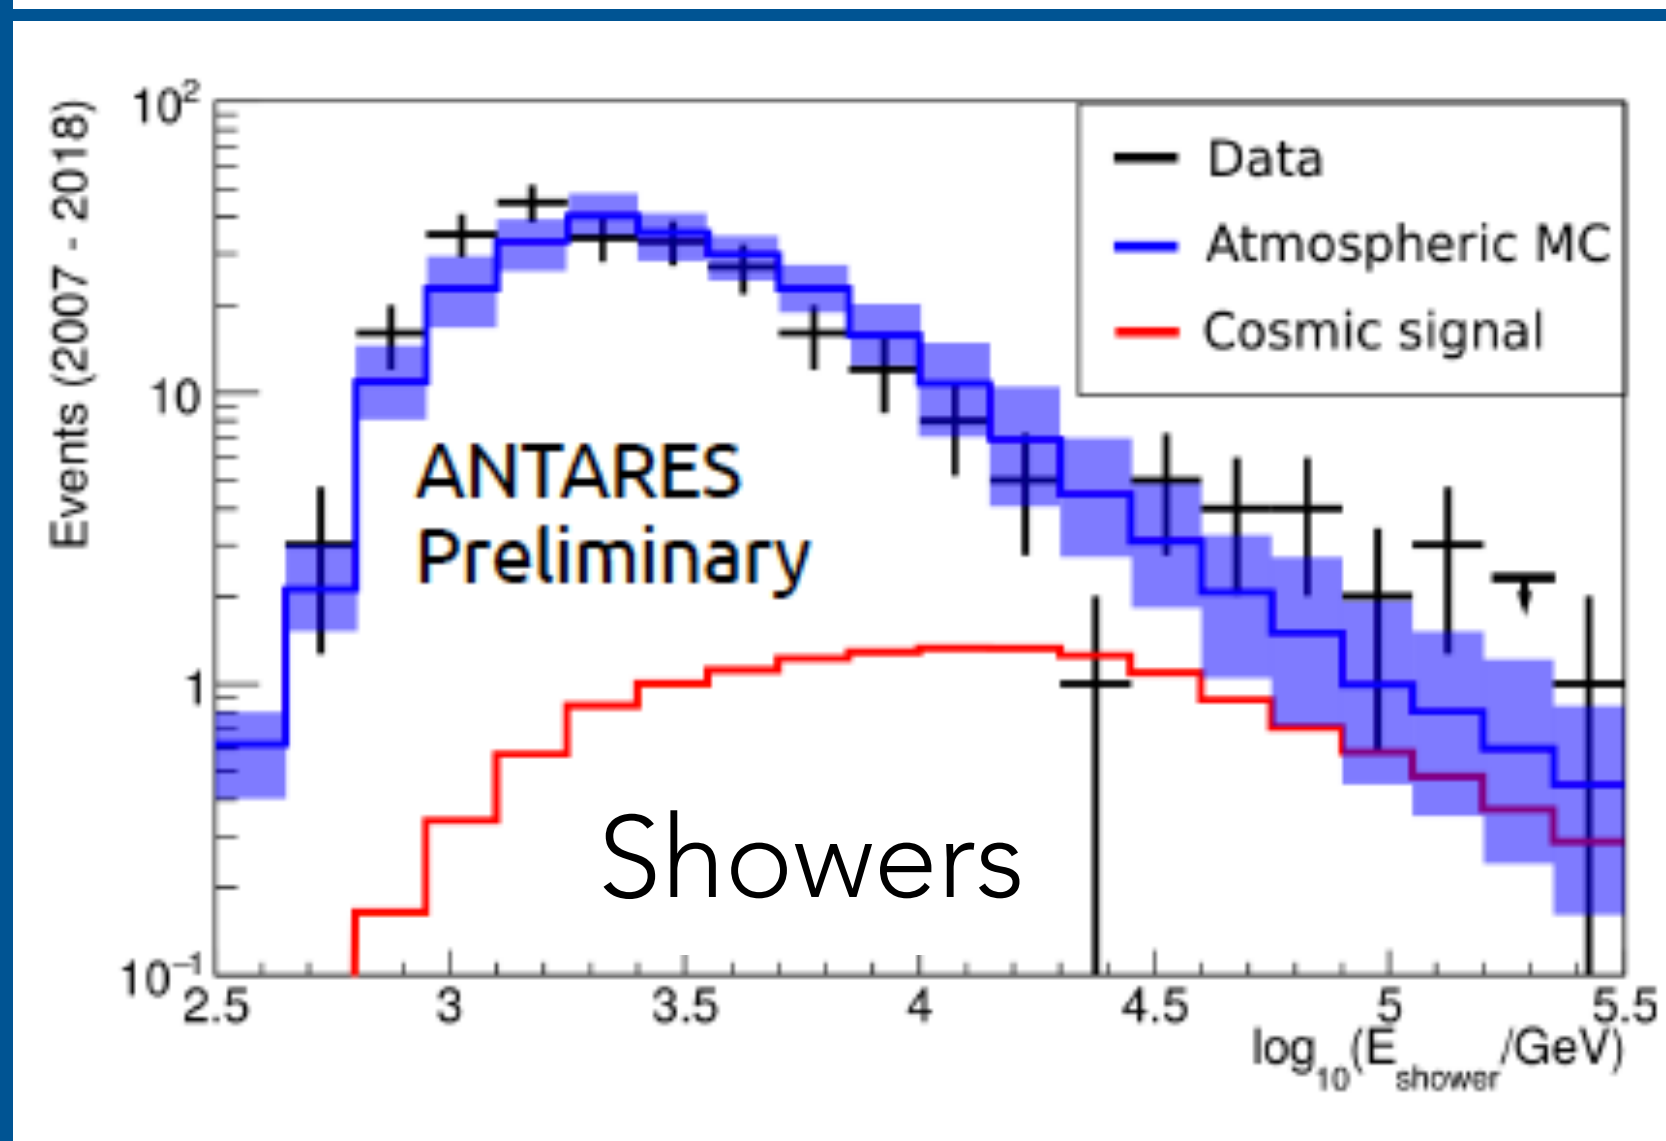 10²
Data
Atmospheric MC
Cosmic signal
Events (2007 - 2018)
10
ANTARES
Preliminary
1
Showers
10⁻¹
2.5 3 3.5 4 4.5 5 5.5
log₁₀(E_shower/GeV)